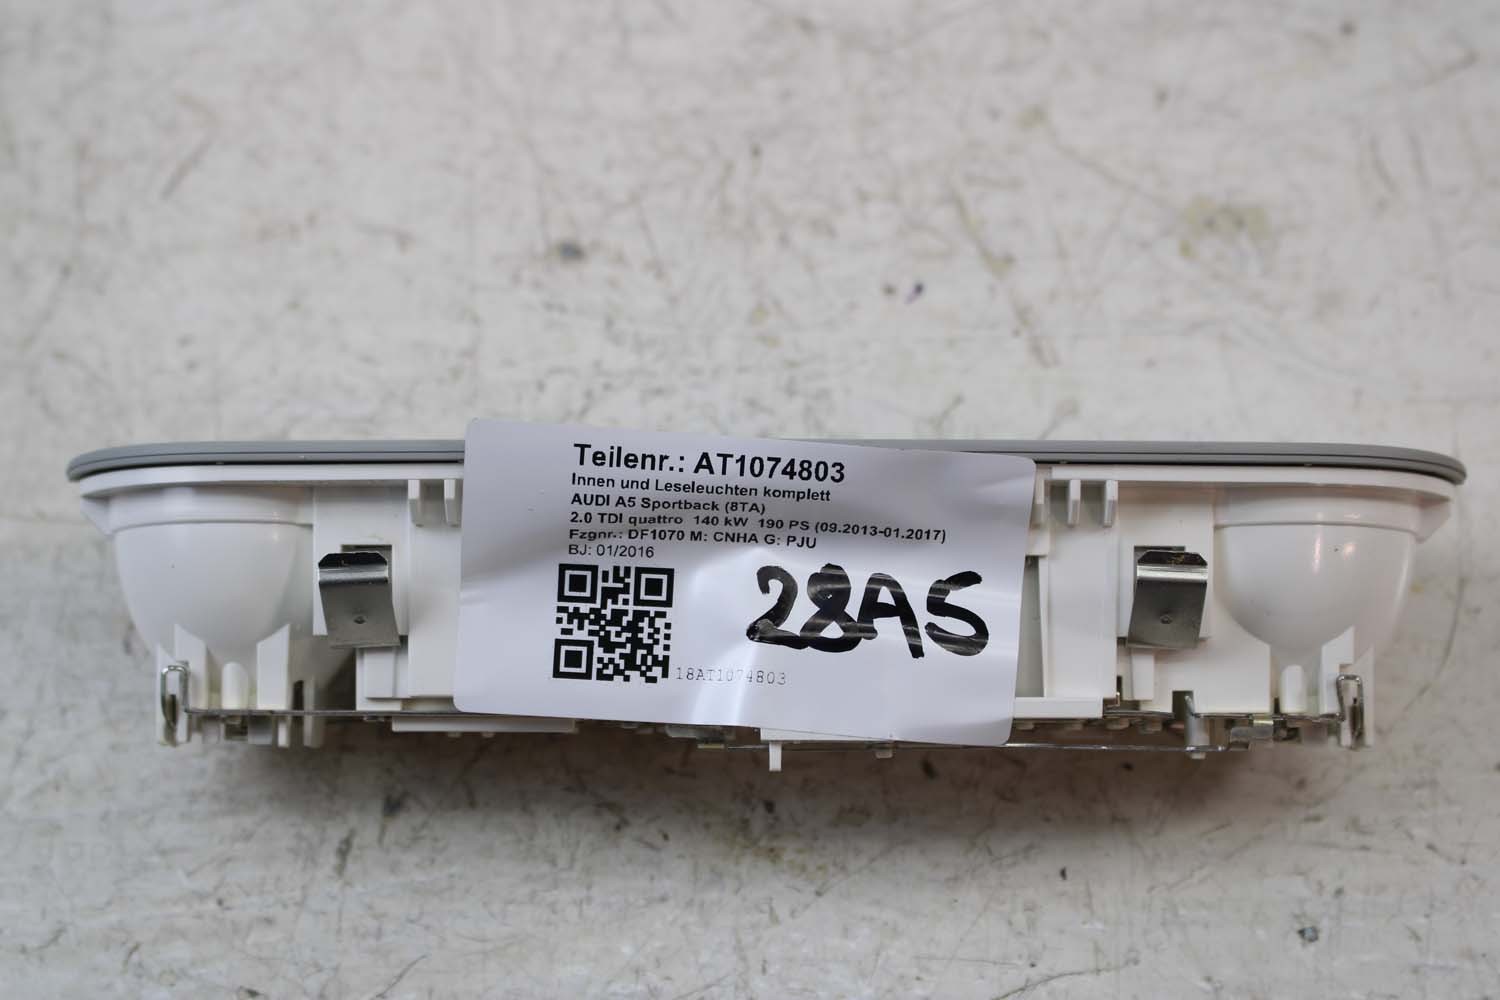 Teilenr.: AT1074803
Innen und Leseleuchten komplett
AUDI A5 Sportback (8TA)
2.0 TDI quattro 140 kW 190 PS (09.2013-01.2017)
Fzgnr.: DF1070 M: CNHA G: PJU
BJ: 01/2016
28A5
18AT1074803